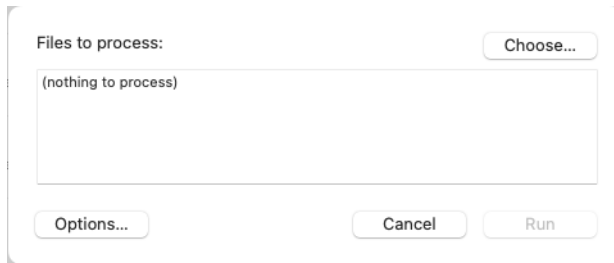 Files to process:
Choose...
(nothing to process)
Options...
Cancel
Run